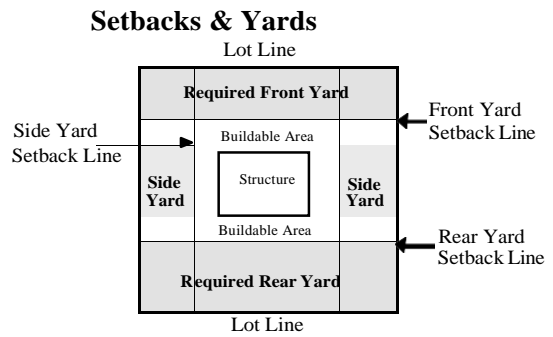 Setbacks & Yards
Lot Line
Required Front Yard
Front Yard
Setback Line
Side Yard
Setback Line
Buildable Area
Structure
Side
Yard
Side
Yard
Buildable Area
Rear Yard
Setback Line
Required Rear Yard
Lot Line